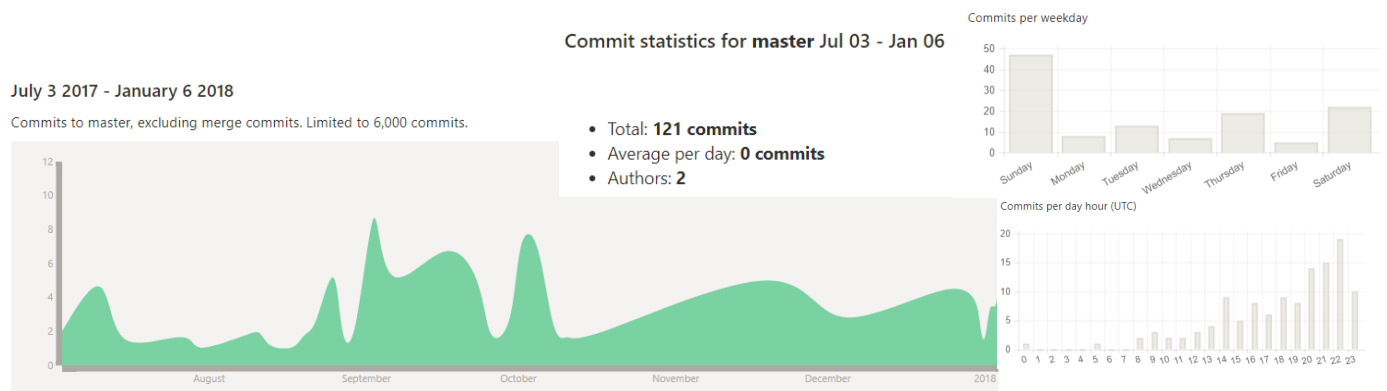 Commits per weekday
Commit statistics for master Jul 03 - Jan 06
July 3 2017 - January 6 2018
Commits to master, excluding merge commits. Limited to 6,000 commits.
Total: 121 commits
Average per day: 0 commits
Authors: 2
12
10
8
6
4
2
0
August September October November December 2018
50
40
30
20
10
0
Sunday Monday Tuesday Wednesday Thursday Friday Saturday
Commits per day hour (UTC)
20
15
10
5
0
0 1 2 3 4 5 6 7 8 9 10 11 12 13 14 15 16 17 18 19 20 21 22 23